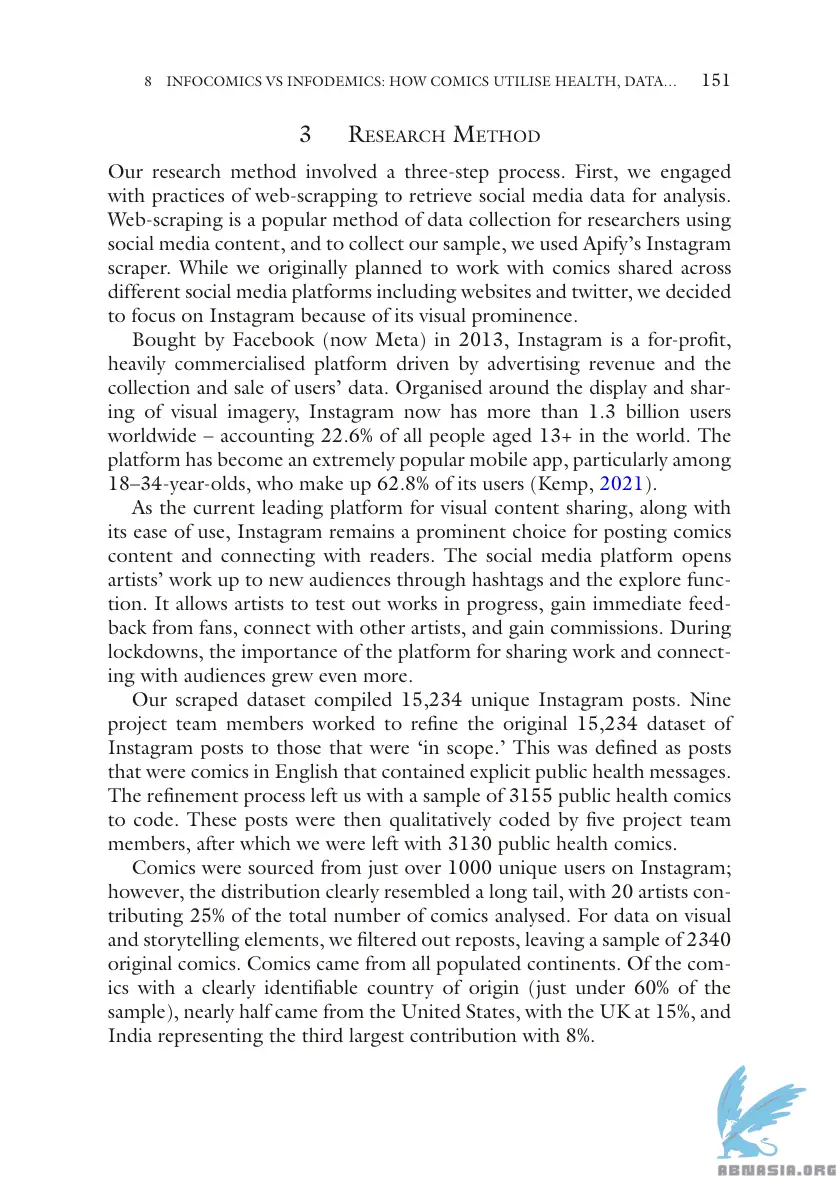 8 INFOCOMICS VS INFODEMICS: HOW COMICS UTILISE HEALTH, DATA… 151
3 RESEARCH METHOD
Our research method involved a three-step process. First, we engaged
with practices of web-scrapping to retrieve social media data for analysis.
Web-scraping is a popular method of data collection for researchers using
social media content, and to collect our sample, we used Apify's Instagram
scraper. While we originally planned to work with comics shared across
different social media platforms including websites and twitter, we decided
to focus on Instagram because of its visual prominence.
Bought by Facebook (now Meta) in 2013, Instagram is a for-profit,
heavily commercialised platform driven by advertising revenue and the
collection and sale of users' data. Organised around the display and shar-
ing of visual imagery, Instagram now has more than 1.3 billion users
worldwide – accounting 22.6% of all people aged 13+ in the world. The
platform has become an extremely popular mobile app, particularly among
18–34-year-olds, who make up 62.8% of its users (Kemp, 2021).
As the current leading platform for visual content sharing, along with
its ease of use, Instagram remains a prominent choice for posting comics
content and connecting with readers. The social media platform opens
artists' work up to new audiences through hashtags and the explore func-
tion. It allows artists to test out works in progress, gain immediate feed-
back from fans, connect with other artists, and gain commissions. During
lockdowns, the importance of the platform for sharing work and connect-
ing with audiences grew even more.
Our scraped dataset compiled 15,234 unique Instagram posts. Nine
project team members worked to refine the original 15,234 dataset of
Instagram posts to those that were 'in scope.' This was defined as posts
that were comics in English that contained explicit public health messages.
The refinement process left us with a sample of 3155 public health comics
to code. These posts were then qualitatively coded by five project team
members, after which we were left with 3130 public health comics.
Comics were sourced from just over 1000 unique users on Instagram;
however, the distribution clearly resembled a long tail, with 20 artists con-
tributing 25% of the total number of comics analysed. For data on visual
and storytelling elements, we filtered out reposts, leaving a sample of 2340
original comics. Comics came from all populated continents. Of the com-
ics with a clearly identifiable country of origin (just under 60% of the
sample), nearly half came from the United States, with the UK at 15%, and
India representing the third largest contribution with 8%.
ABNASIA.ORG